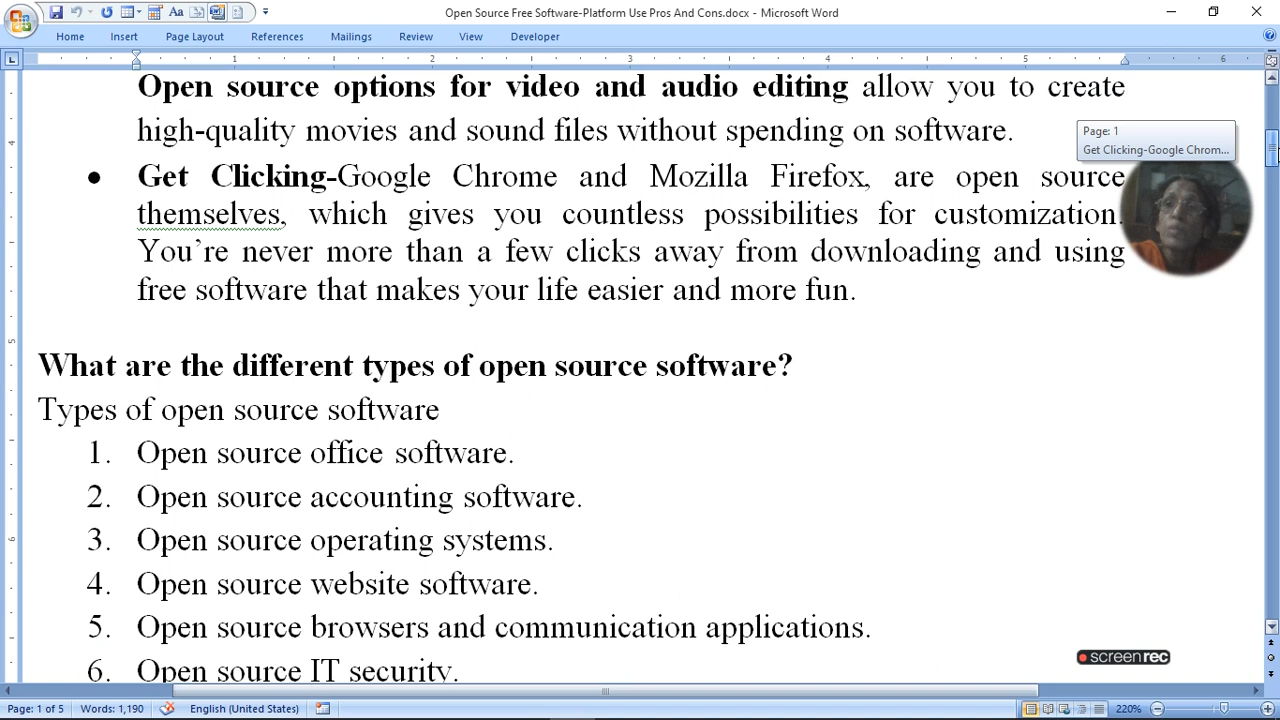 Open Source Free Software-Platform Use Pros And Cons.docx - Microsoft Word
Home Insert Page Layout References Mailings Review View Developer
1 2 3 4 5 6
Open source options for video and audio editing allow you to create
high-quality movies and sound files without spending on software.
Page: 1
Get Clicking-Google Chrom...
• Get Clicking-Google Chrome and Mozilla Firefox, are open source
themselves, which gives you countless possibilities for customization.
You’re never more than a few clicks away from downloading and using
free software that makes your life easier and more fun.
What are the different types of open source software?
Types of open source software
1. Open source office software.
2. Open source accounting software.
3. Open source operating systems.
4. Open source website software.
5. Open source browsers and communication applications.
6. Open source IT security.
screenrec
Page: 1 of 5 Words: 1,190 English (United States) 220%